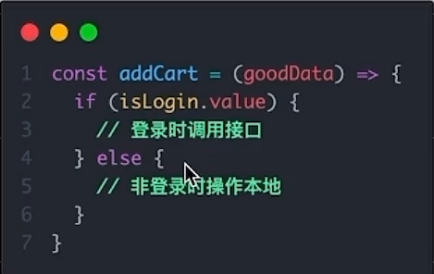 1 const addCart = (goodData) => {
2   if (isLogin.value) {
3     // 登录时调用接口
4   } else {
5     // 非登录时操作本地
6   }
7 }